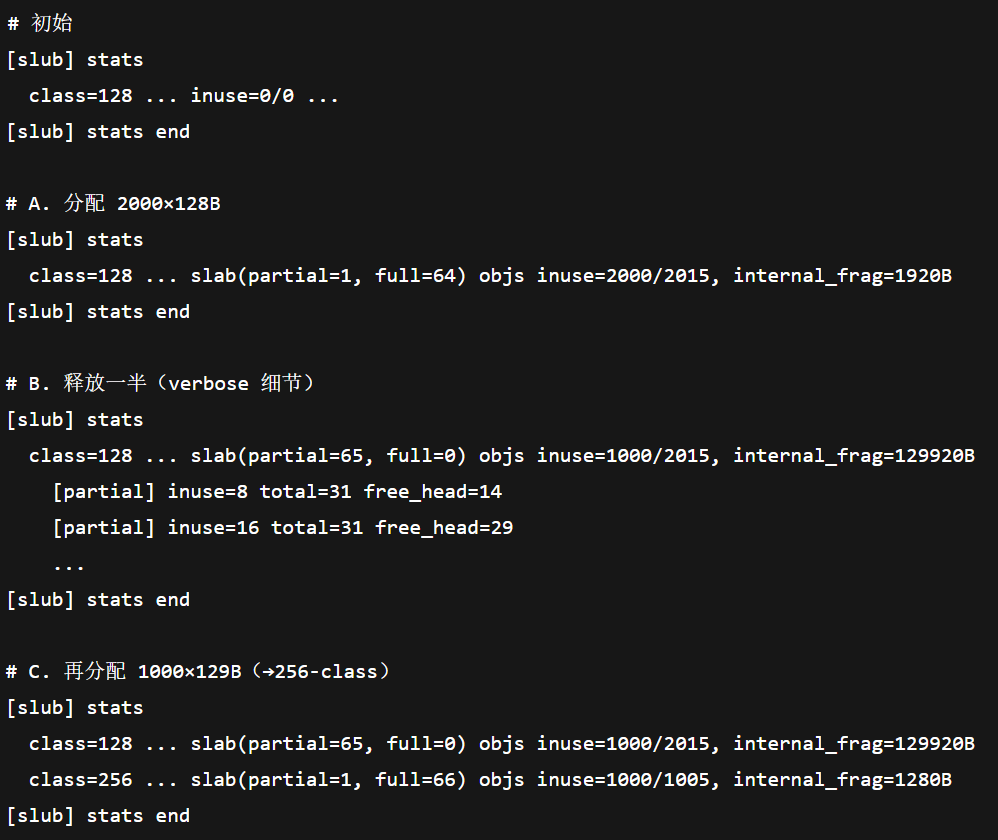 # 初始
[slub] stats
  class=128 ... inuse=0/0 ...
[slub] stats end
# A. 分配 2000×128B
[slub] stats
  class=128 ... slab(partial=1, full=64) objs inuse=2000/2015, internal_frag=1920B
[slub] stats end
# B. 释放一半（verbose 细节）
[slub] stats
  class=128 ... slab(partial=65, full=0) objs inuse=1000/2015, internal_frag=129920B
    [partial] inuse=8 total=31 free_head=14
    [partial] inuse=16 total=31 free_head=29
    ...
[slub] stats end
# C. 再分配 1000×129B（→256-class）
[slub] stats
  class=128 ... slab(partial=65, full=0) objs inuse=1000/2015, internal_frag=129920B
  class=256 ... slab(partial=1, full=66) objs inuse=1000/1005, internal_frag=1280B
[slub] stats end